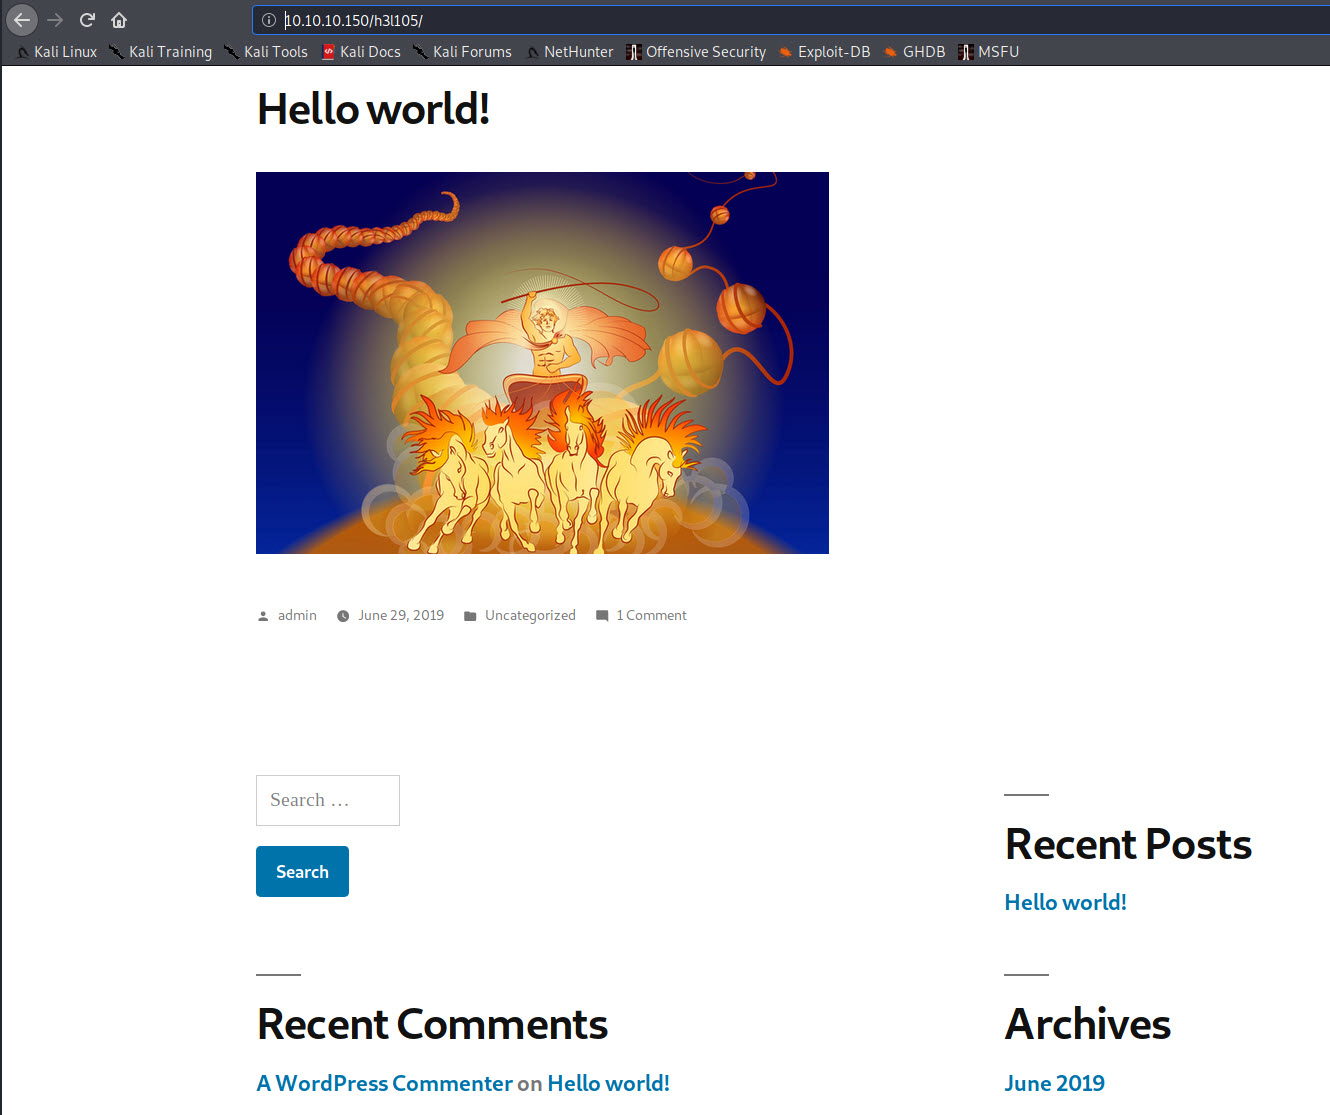 10.10.10.150/h3l105/
Kali Linux Kali Training Kali Tools Kali Docs Kali Forums NetHunter Offensive Security Exploit-DB GHDB MSFU
Hello world!
admin June 29, 2019 Uncategorized 1 Comment
Search …
Search
Recent Posts
Hello world!
Recent Comments
A WordPress Commenter on Hello world!
Archives
June 2019